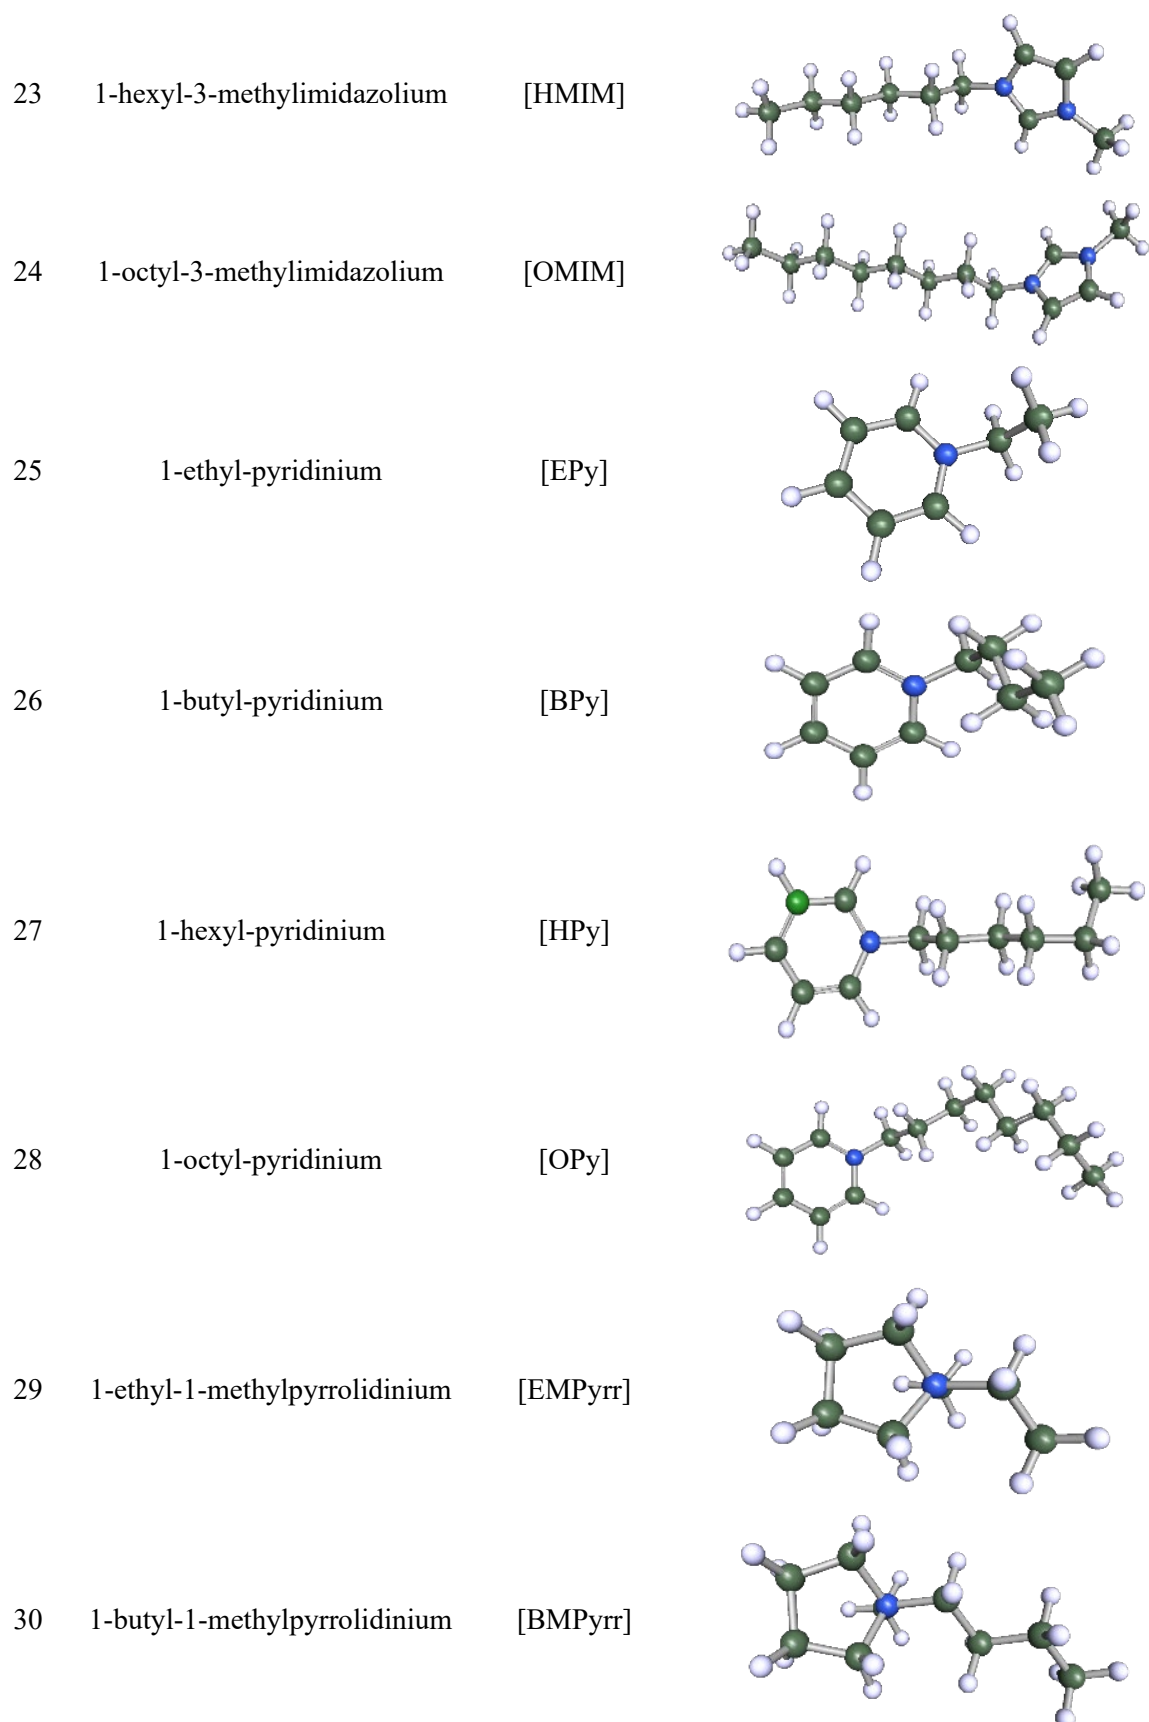 23 1-hexyl-3-methylimidazolium [HMIM]
24 1-octyl-3-methylimidazolium [OMIM]
25 1-ethyl-pyridinium [EPy]
26 1-butyl-pyridinium [BPy]
27 1-hexyl-pyridinium [HPy]
28 1-octyl-pyridinium [OPy]
29 1-ethyl-1-methylpyrrolidinium [EMPyrr]
30 1-butyl-1-methylpyrrolidinium [BMPyrr]